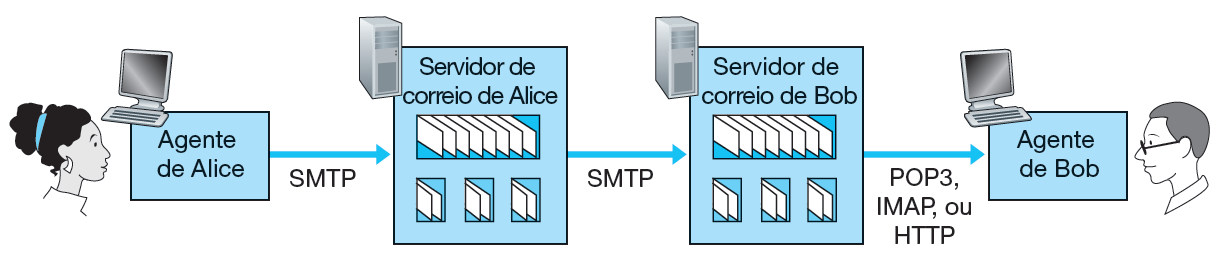 Agente
de Alice
SMTP
Servidor de
correio de Alice
SMTP
Servidor de
correio de Bob
POP3,
IMAP, ou
HTTP
Agente
de Bob